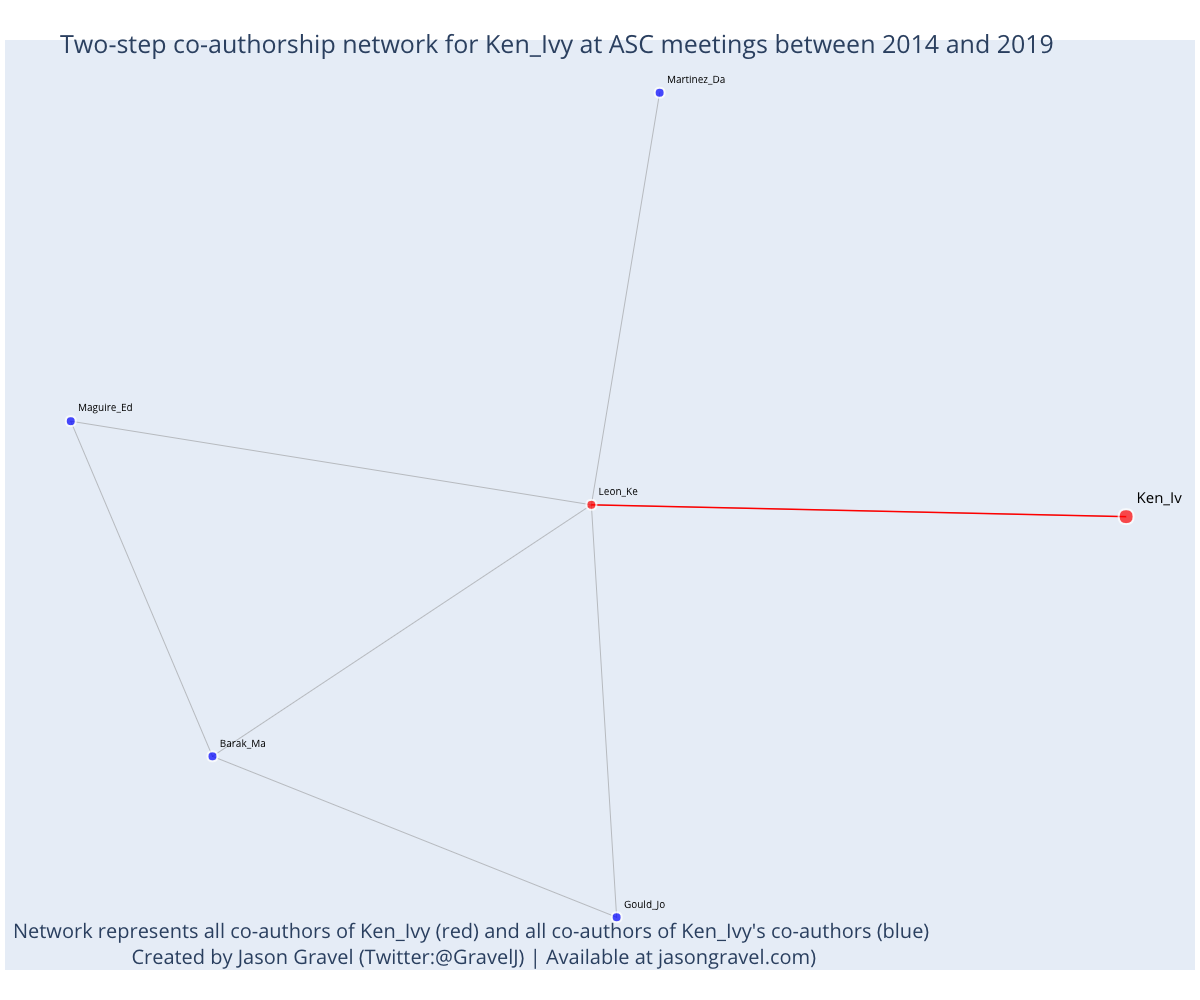 Two-step co-authorship network for Ken_Ivy at ASC meetings between 2014 and 2019
Martinez_Da
Maguire_Ed
Leon_Ke
Ken_Iv
Barak_Ma
Gould_Jo
Network represents all co-authors of Ken_Ivy (red) and all co-authors of Ken_Ivy's co-authors (blue)
Created by Jason Gravel (Twitter:@GravelJ) | Available at jasongravel.com)